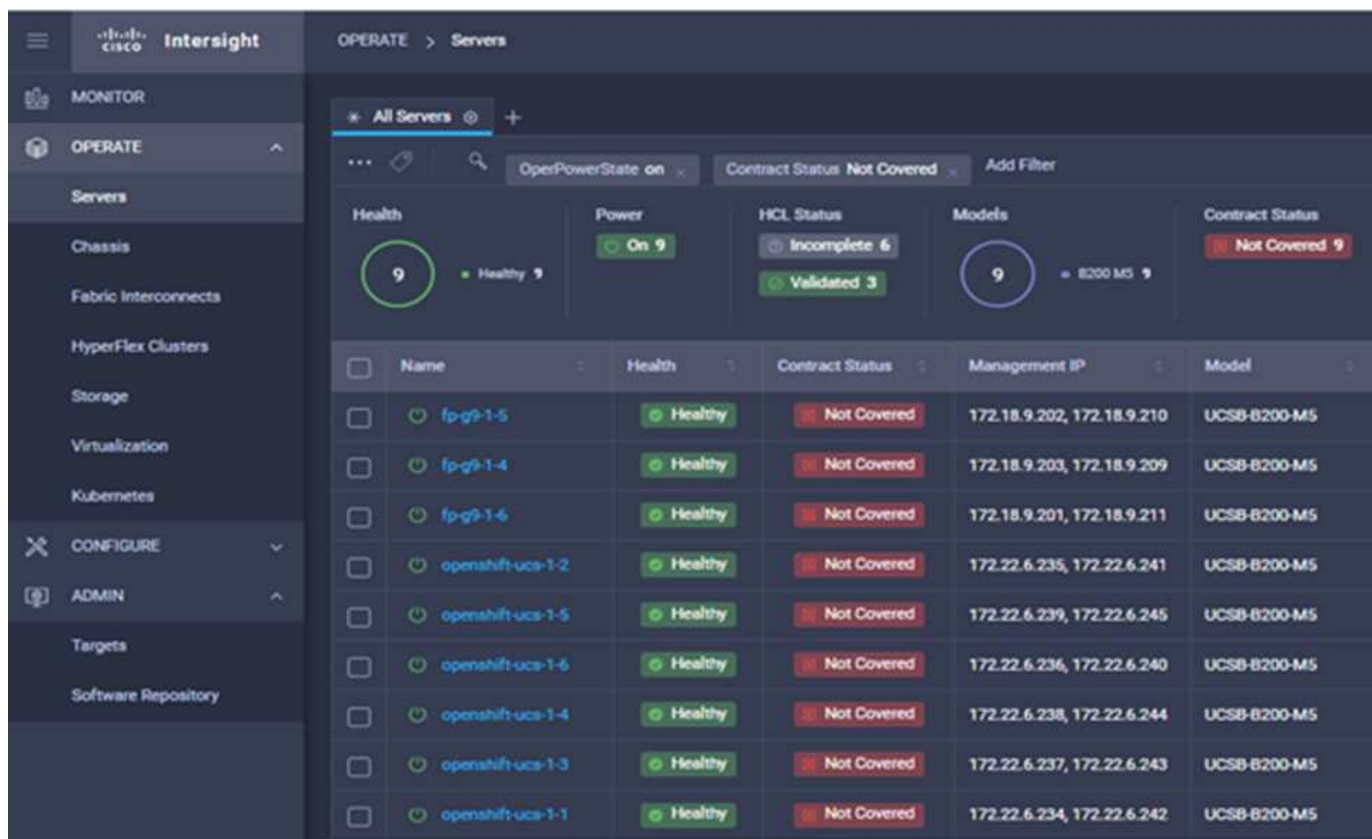 cisco Intersight
OPERATE > Servers
MONITOR
OPERATE
Servers
Chassis
Fabric Interconnects
HyperFlex Clusters
Storage
Virtualization
Kubernetes
CONFIGURE
ADMIN
Targets
Software Repository
All Servers +
... OperPowerState on × Contract Status Not Covered × Add Filter
Health Power HCL Status Models Contract Status
9 Healthy 9
On 9
Incomplete 6
Validated 3
9 B200 M5 9
Not Covered 9
Name Health Contract Status Management IP Model
fp-g9-1-5 Healthy Not Covered 172.18.9.202, 172.18.9.210 UCSB-B200-M5
fp-g9-1-4 Healthy Not Covered 172.18.9.203, 172.18.9.209 UCSB-B200-M5
fp-g9-1-6 Healthy Not Covered 172.18.9.201, 172.18.9.211 UCSB-B200-M5
openshift-ucs-1-2 Healthy Not Covered 172.22.6.235, 172.22.6.241 UCSB-B200-M5
openshift-ucs-1-5 Healthy Not Covered 172.22.6.239, 172.22.6.245 UCSB-B200-M5
openshift-ucs-1-6 Healthy Not Covered 172.22.6.236, 172.22.6.240 UCSB-B200-M5
openshift-ucs-1-4 Healthy Not Covered 172.22.6.238, 172.22.6.244 UCSB-B200-M5
openshift-ucs-1-3 Healthy Not Covered 172.22.6.237, 172.22.6.243 UCSB-B200-M5
openshift-ucs-1-1 Healthy Not Covered 172.22.6.234, 172.22.6.242 UCSB-B200-M5